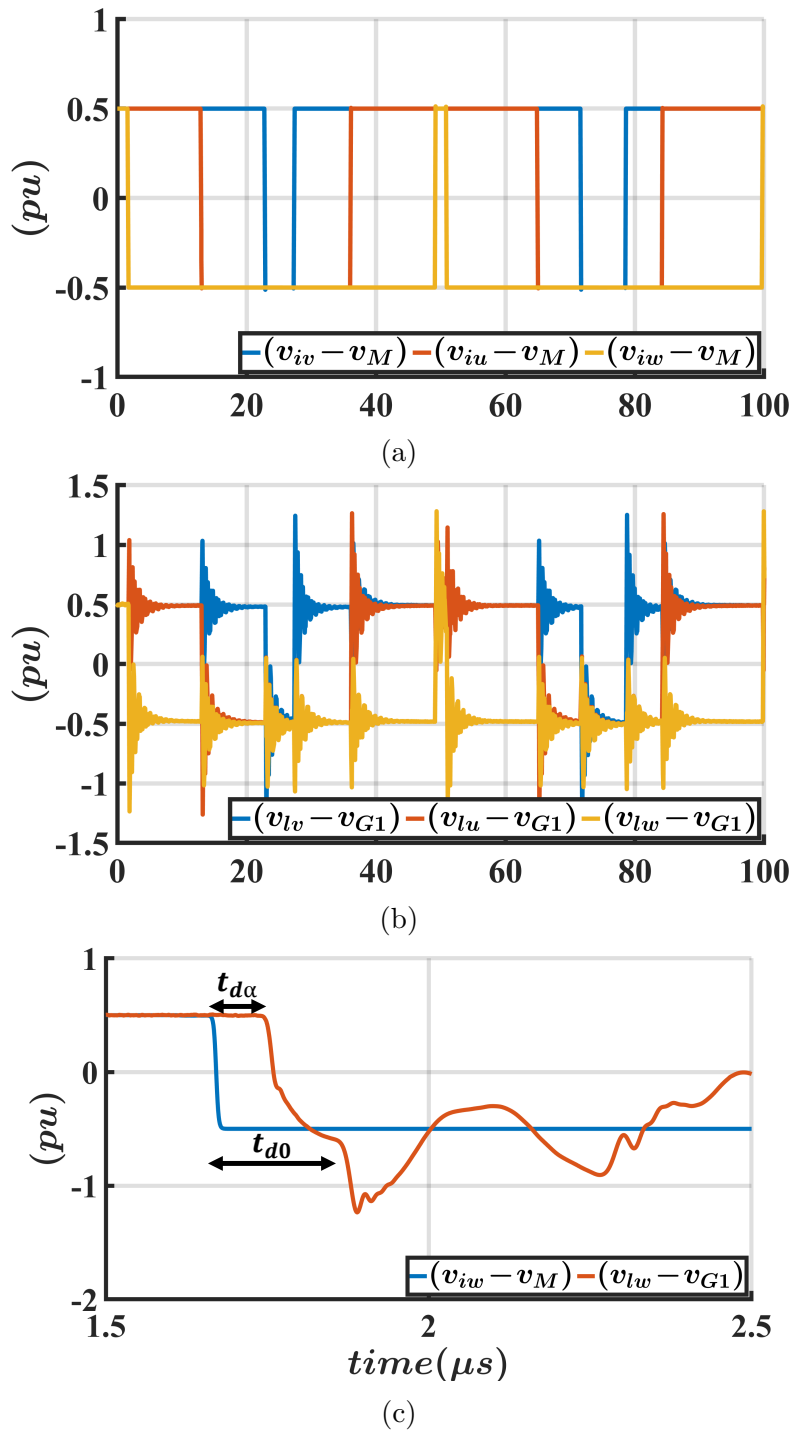 1
0.5
0
-0.5
-1
(pu)
(v_iv − v_M) (v_iu − v_M) (v_iw − v_M)
0 20 40 60 80 100
(a)
1.5
1
0.5
0
-0.5
-1
-1.5
(pu)
(v_lv − v_G1) (v_lu − v_G1) (v_lw − v_G1)
0 20 40 60 80 100
(b)
1
0
-1
-2
(pu)
t_dα
t_d0
(v_iw − v_M) (v_lw − v_G1)
1.5 2 2.5
time(μs)
(c)